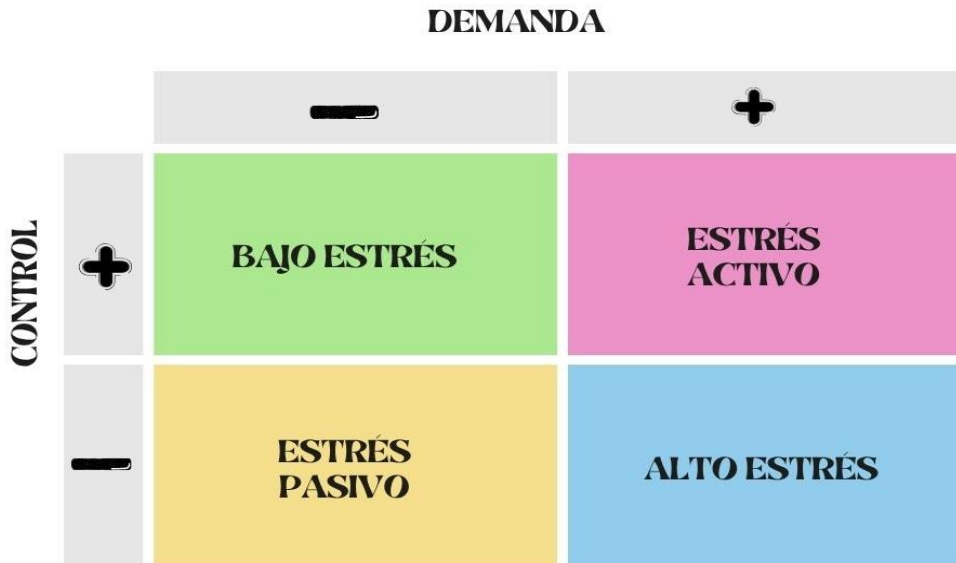 DEMANDA
− +
CONTROL
+
BAJO ESTRÉS
ESTRÉS
ACTIVO
−
ESTRÉS
PASIVO
ALTO ESTRÉS